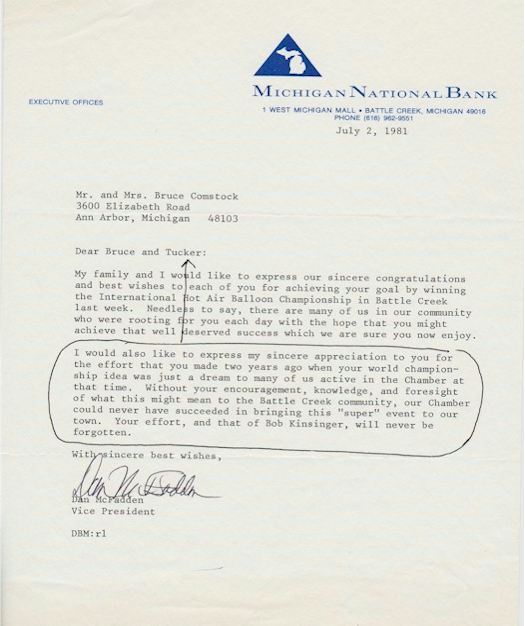 MICHIGAN NATIONAL BANK
EXECUTIVE OFFICES
1 WEST MICHIGAN MALL • BATTLE CREEK, MICHIGAN 49016
PHONE (616) 962-9551
July 2, 1981
Mr. and Mrs. Bruce Comstock
3600 Elizabeth Road
Ann Arbor, Michigan 48103
Dear Bruce and Tucker:
My family and I would like to express our sincere congratulations
and best wishes to each of you for achieving your goal by winning
the International Hot Air Balloon Championship in Battle Creek
last week. Needless to say, there are many of us in our community
who were rooting for you each day with the hope that you might
achieve that well deserved success which we are sure you now enjoy.
I would also like to express my sincere appreciation to you for
the effort that you made two years ago when your world champion-
ship idea was just a dream to many of us active in the Chamber at
that time. Without your encouragement, knowledge, and foresight
of what this might mean to the Battle Creek community, our Chamber
could never have succeeded in bringing this "super" event to our
town. Your effort, and that of Bob Kinsinger, will never be
forgotten.
With sincere best wishes,
Dan McFadden
Dan McFadden
Vice President
DBM:rl